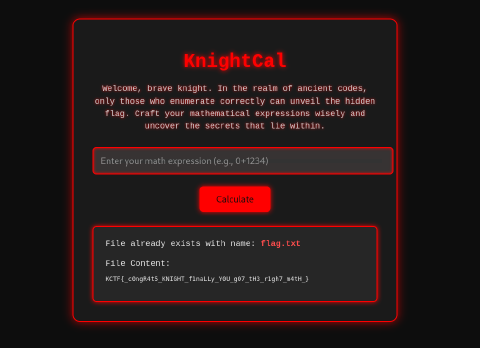 KnightCal
Welcome, brave knight. In the realm of ancient codes,
only those who enumerate correctly can unveil the hidden
flag. Craft your mathematical expressions wisely and
uncover the secrets that lie within.
Enter your math expression (e.g., 0+1234)
Calculate
File already exists with name: flag.txt
File Content:
KCTF{_c0ngR4t5_KNIGHT_f1naLLy_Y0U_g07_tH3_r1gh7_m4tH_}